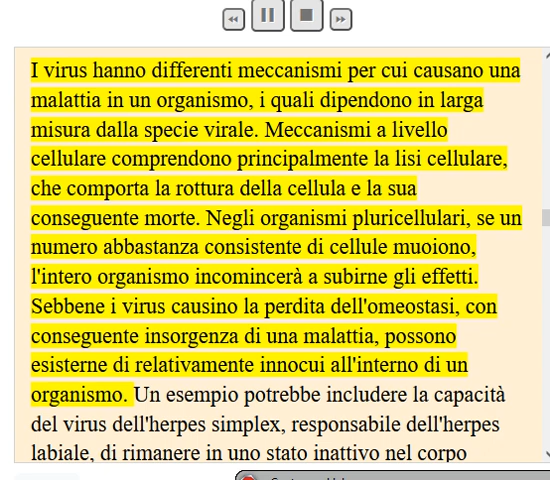 I virus hanno differenti meccanismi per cui causano una
malattia in un organismo, i quali dipendono in larga
misura dalla specie virale. Meccanismi a livello
cellulare comprendono principalmente la lisi cellulare,
che comporta la rottura della cellula e la sua
conseguente morte. Negli organismi pluricellulari, se un
numero abbastanza consistente di cellule muoiono,
l'intero organismo incomincerà a subirne gli effetti.
Sebbene i virus causino la perdita dell'omeostasi, con
conseguente insorgenza di una malattia, possono
esisterne di relativamente innocui all'interno di un
organismo. Un esempio potrebbe includere la capacità
del virus dell'herpes simplex, responsabile dell'herpes
labiale, di rimanere in uno stato inattivo nel corpo